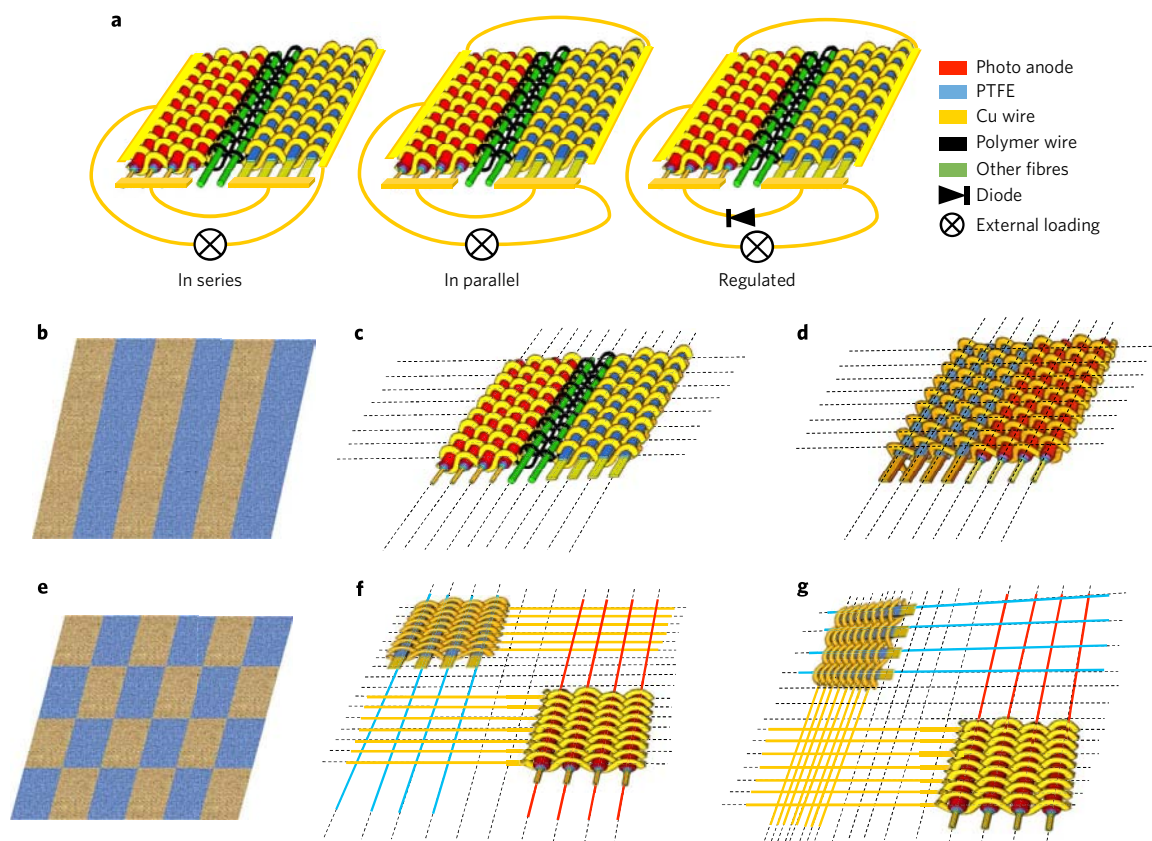 a
Photo anode
PTFE
Cu wire
Polymer wire
Other fibres
Diode
External loading
In series
In parallel
Regulated
b
c
d
e
f
g